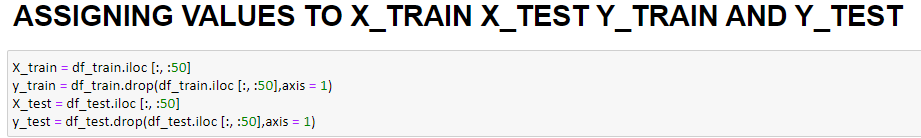 ASSIGNING VALUES TO X_TRAIN X_TEST Y_TRAIN AND Y_TEST
X_train = df_train.iloc [:, :50]
y_train = df_train.drop(df_train.iloc [:, :50],axis = 1)
X_test = df_test.iloc [:, :50]
y_test = df_test.drop(df_test.iloc [:, :50],axis = 1)